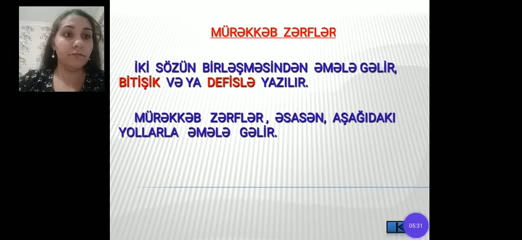 MÜRƏKKƏB ZƏRFLƏR
İKİ SÖZÜN BİRLƏŞMƏSİNDƏN ƏMƏLƏ GƏLİR,
BİTİŞİK VƏ YA DEFİSLƏ YAZILIR.
MÜRƏKKƏB ZƏRFLƏR , ƏSASƏN, AŞAĞIDAKI
YOLLARLA ƏMƏLƏ GƏLİR.
05:31